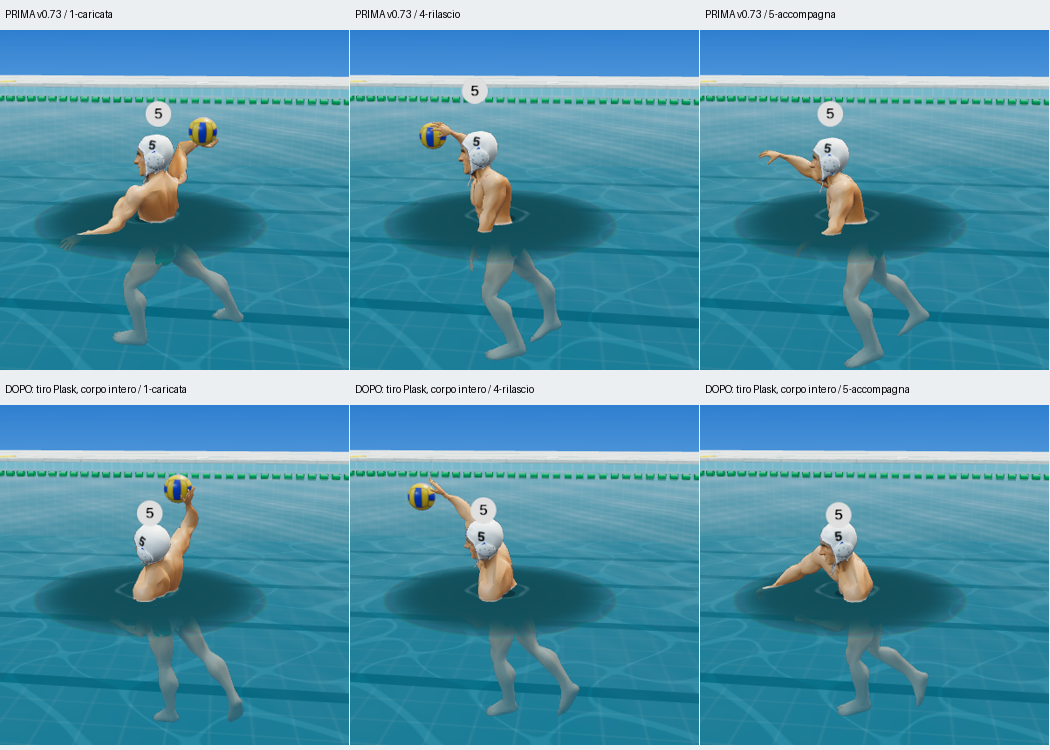 PRIMA v0.73 / 1-caricata
PRIMA v0.73 / 4-rilascio
PRIMA v0.73 / 5-accompagna
5
5
5
5
5
5
DOPO: tiro Plask, corpo intero / 1-caricata
DOPO: tiro Plask, corpo intero / 4-rilascio
DOPO: tiro Plask, corpo intero / 5-accompagna
5
5
5
5
5
5